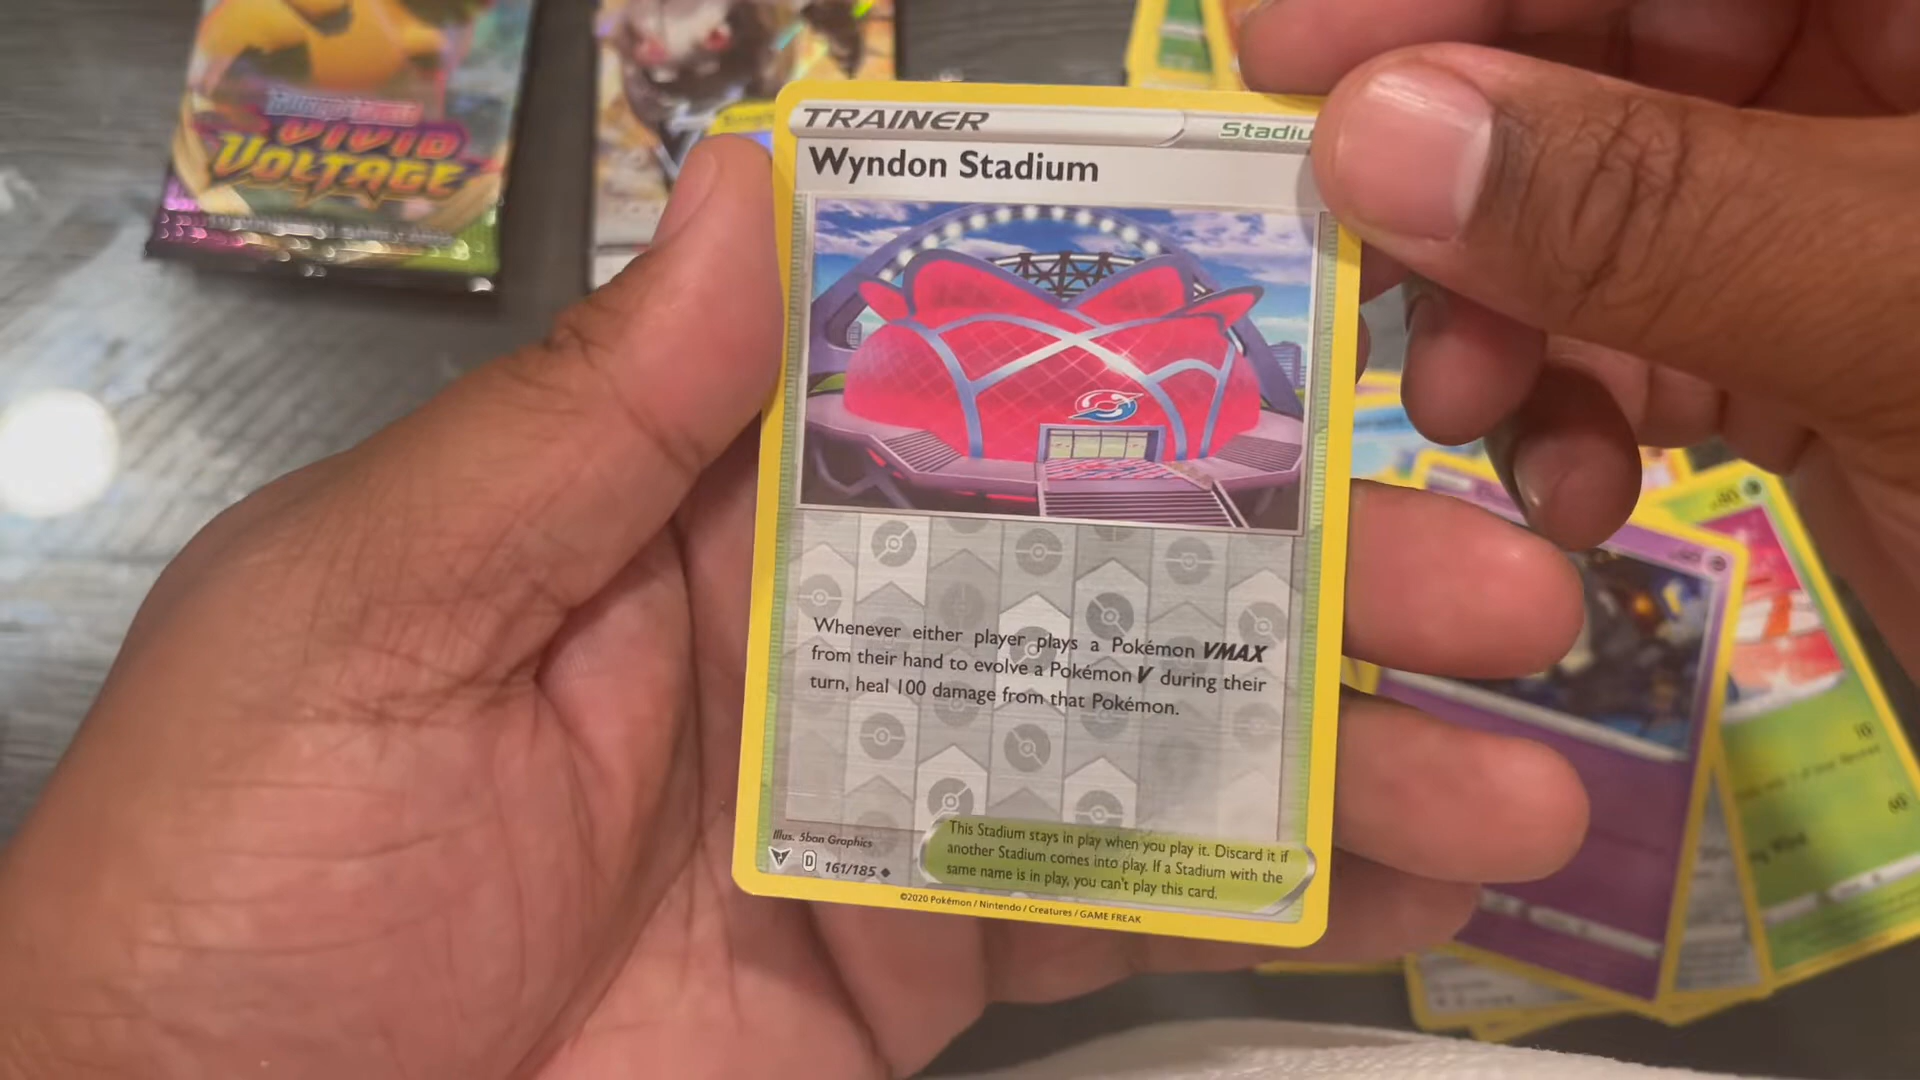 VIVID
VOLTAGE
TRAINER
Stadiu
Wyndon Stadium
Whenever either player plays a Pokémon VMAX
from their hand to evolve a Pokémon V during their
turn, heal 100 damage from that Pokémon.
Illus. 5ban Graphics
D 161/185
This Stadium stays in play when you play it. Discard it if
another Stadium comes into play. If a Stadium with the
same name is in play, you can't play this card.
©2020 Pokémon / Nintendo / Creatures / GAME FREAK
10
60